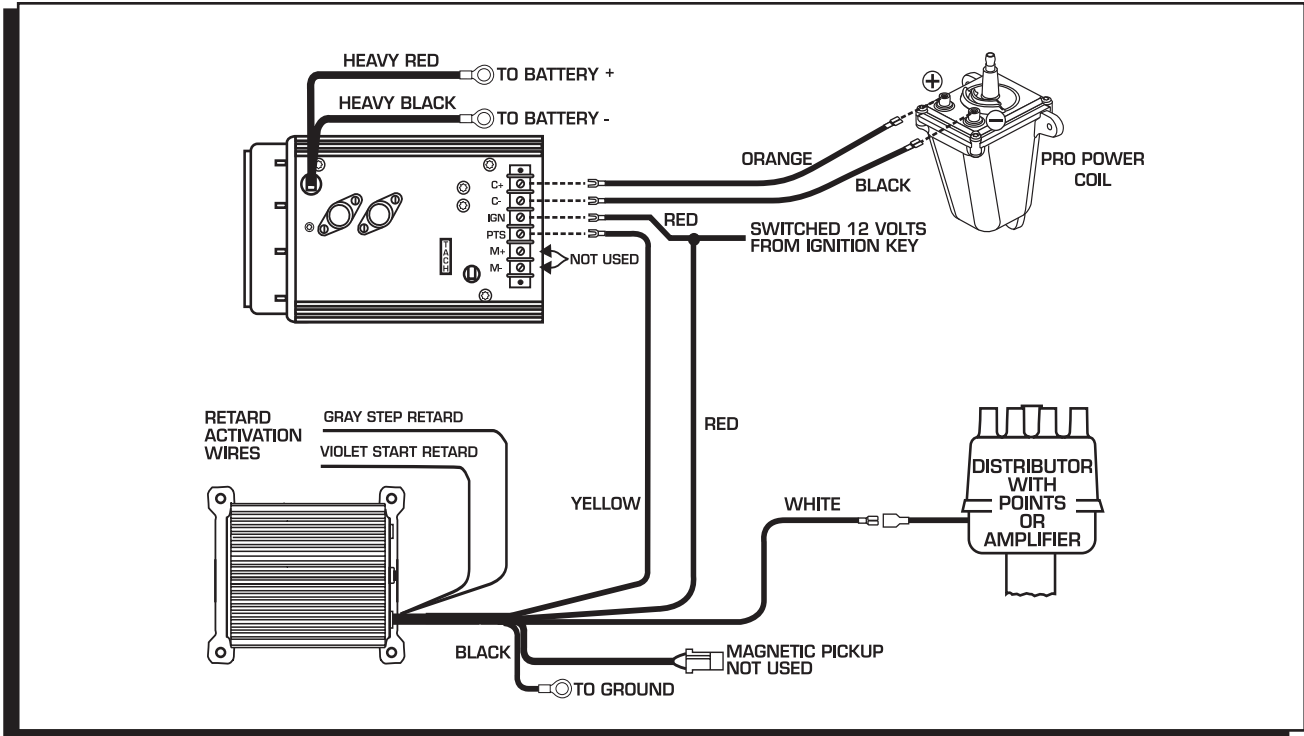 HEAVY RED
TO BATTERY +
HEAVY BLACK
TO BATTERY -
C+
C-
IGN
PTS
M+
M-
TACH
NOT USED
ORANGE
BLACK
+
−
PRO POWER
COIL
RED
SWITCHED 12 VOLTS
FROM IGNITION KEY
RETARD
ACTIVATION
WIRES
GRAY STEP RETARD
VIOLET START RETARD
YELLOW
RED
WHITE
DISTRIBUTOR
WITH
POINTS
OR
AMPLIFIER
BLACK
MAGNETIC PICKUP
NOT USED
TO GROUND